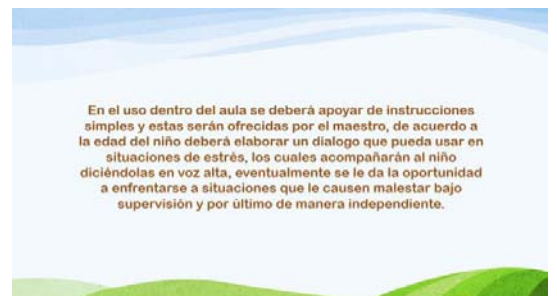 En el uso dentro del aula se deberá apoyar de instrucciones
simples y estas serán ofrecidas por el maestro, de acuerdo a
la edad del niño deberá elaborar un dialogo que pueda usar en
situaciones de estrés, los cuales acompañarán al niño
diciéndolas en voz alta, eventualmente se le da la oportunidad
a enfrentarse a situaciones que le causen malestar bajo
supervisión y por último de manera independiente.